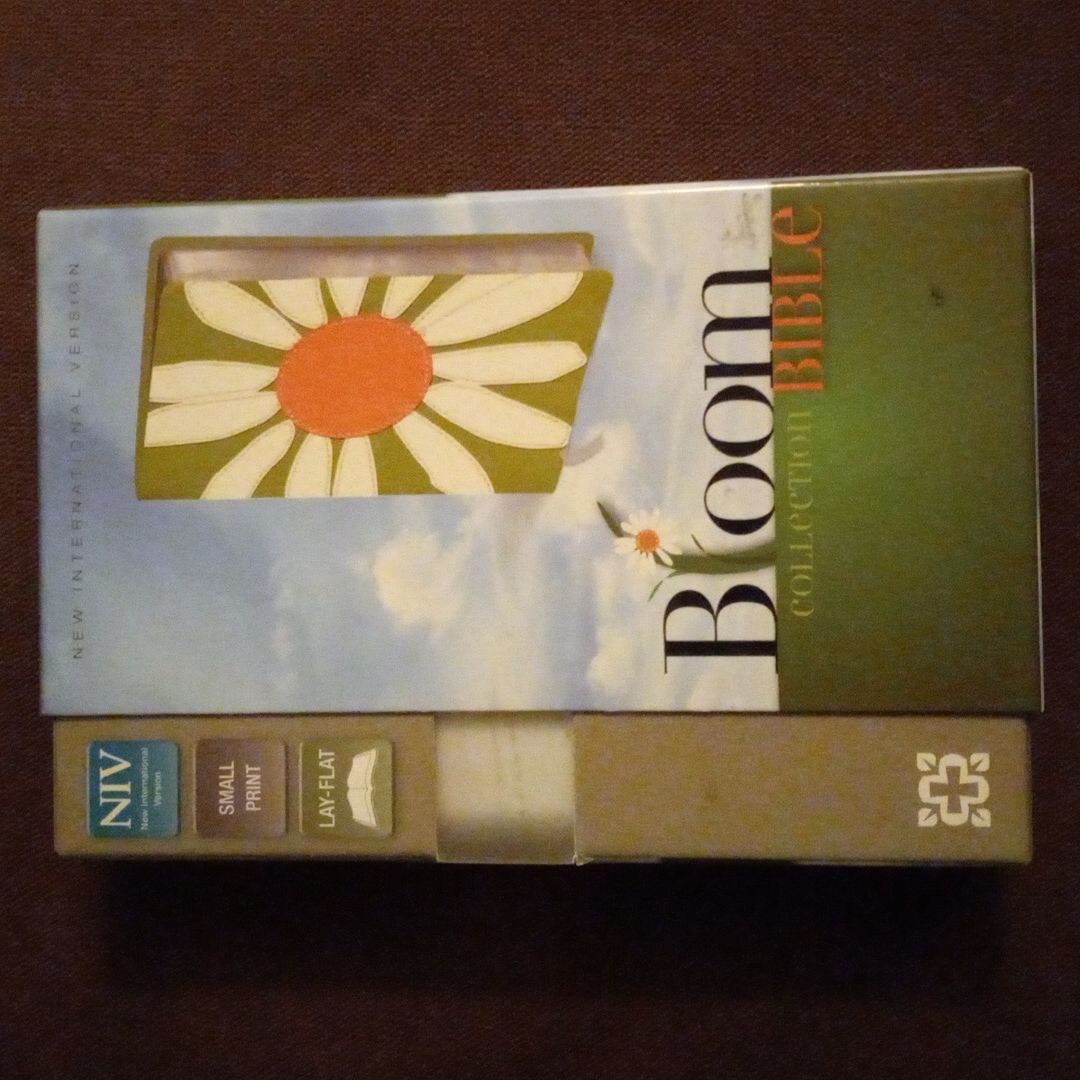 NEW INTERNATIONAL VERSION
Bloom
COLLECTION BIBLE
NIV
New International
Version
SMALL
PRINT
LAY-FLAT